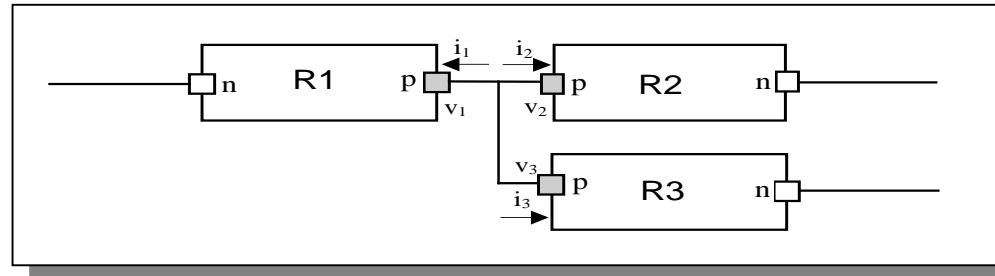 i₁ i₂
n R1 p p R2 n
v₁ v₂
v₃ p R3 n
i₃